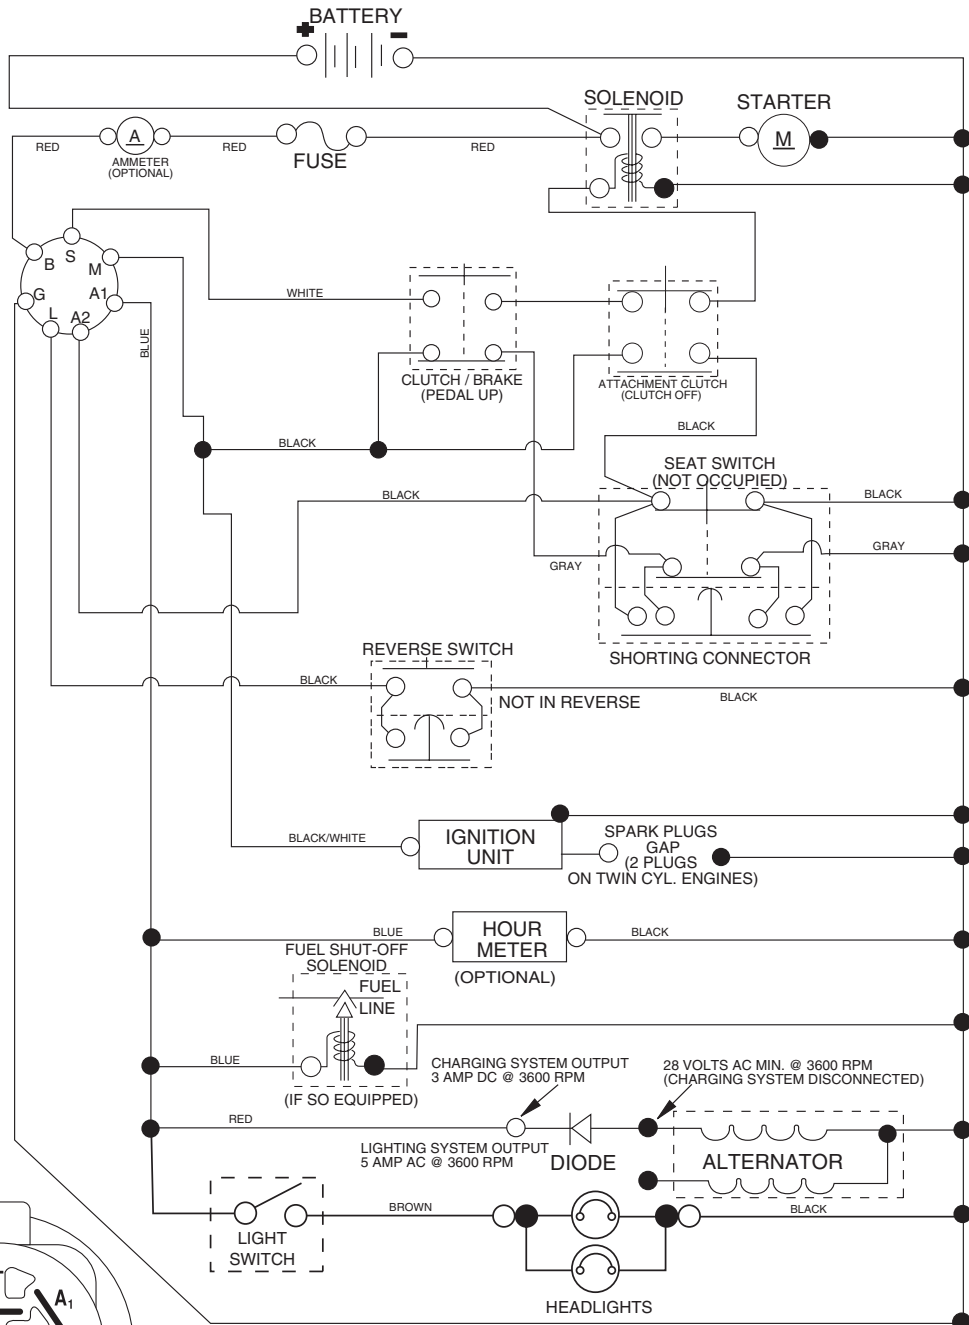 BATTERY
+ -
SOLENOID
STARTER
A
M
RED
AMMETER
(OPTIONAL)
RED
FUSE
RED
B
S
M
G
A1
L
A2
WHITE
BLUE
CLUTCH / BRAKE
(PEDAL UP)
ATTACHMENT CLUTCH
(CLUTCH OFF)
BLACK
BLACK
SEAT SWITCH
(NOT OCCUPIED)
BLACK
BLACK
GRAY
GRAY
SHORTING CONNECTOR
REVERSE SWITCH
BLACK
NOT IN REVERSE
BLACK
BLACK/WHITE
IGNITION
UNIT
SPARK PLUGS
GAP
(2 PLUGS
ON TWIN CYL. ENGINES)
BLUE
HOUR
METER
BLACK
(OPTIONAL)
FUEL SHUT-OFF
SOLENOID
FUEL
LINE
BLUE
(IF SO EQUIPPED)
CHARGING SYSTEM OUTPUT
3 AMP DC @ 3600 RPM
28 VOLTS AC MIN. @ 3600 RPM
(CHARGING SYSTEM DISCONNECTED)
RED
LIGHTING SYSTEM OUTPUT
5 AMP AC @ 3600 RPM
DIODE
ALTERNATOR
BROWN
BLACK
LIGHT
SWITCH
HEADLIGHTS
A1